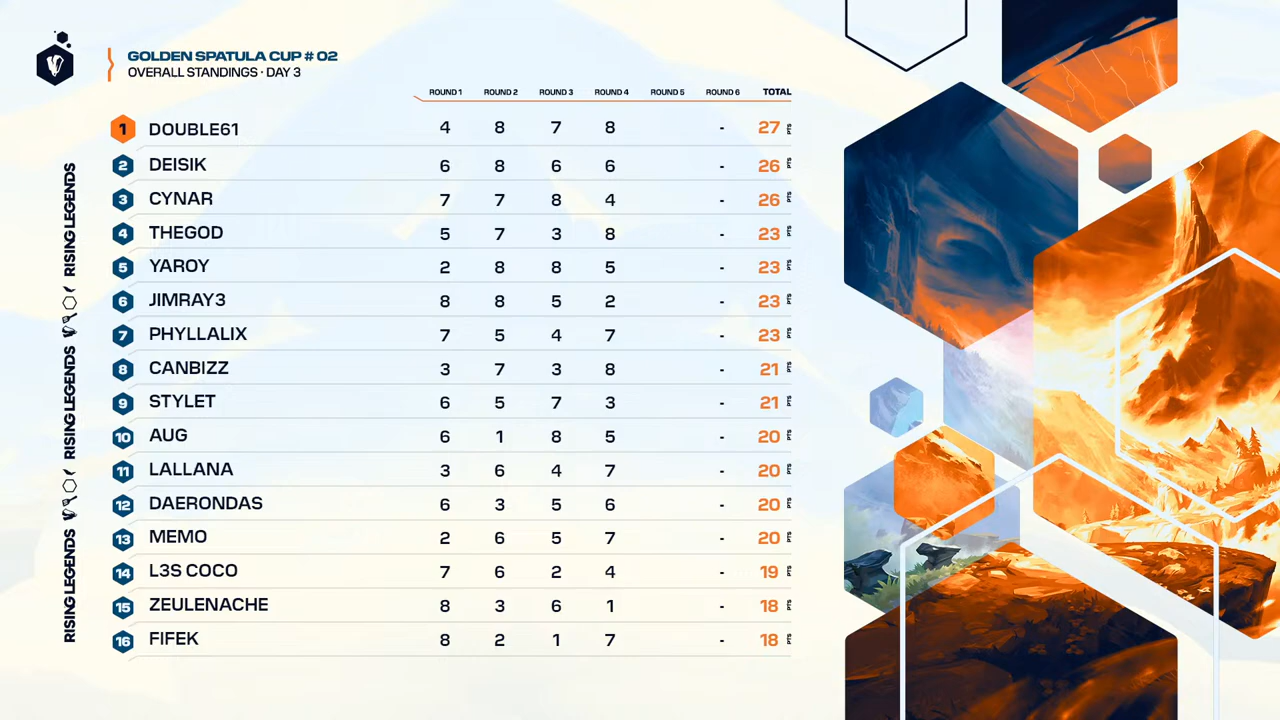 GOLDEN SPATULA CUP # 02
OVERALL STANDINGS · DAY 3
ROUND 1 ROUND 2 ROUND 3 ROUND 4 ROUND 5 ROUND 6 TOTAL
1 DOUBLE61 4 8 7 8 - 27 PTS
2 DEISIK 6 8 6 6 - 26 PTS
3 CYNAR 7 7 8 4 - 26 PTS
4 THEGOD 5 7 3 8 - 23 PTS
5 YAROY 2 8 8 5 - 23 PTS
6 JIMRAY3 8 8 5 2 - 23 PTS
7 PHYLLALIX 7 5 4 7 - 23 PTS
8 CANBIZZ 3 7 3 8 - 21 PTS
9 STYLET 6 5 7 3 - 21 PTS
10 AUG 6 1 8 5 - 20 PTS
11 LALLANA 3 6 4 7 - 20 PTS
12 DAERONDAS 6 3 5 6 - 20 PTS
13 MEMO 2 6 5 7 - 20 PTS
14 L3S COCO 7 6 2 4 - 19 PTS
15 ZEULENACHE 8 3 6 1 - 18 PTS
16 FIFEK 8 2 1 7 - 18 PTS
RISING LEGENDS RISING LEGENDS RISING LEGENDS